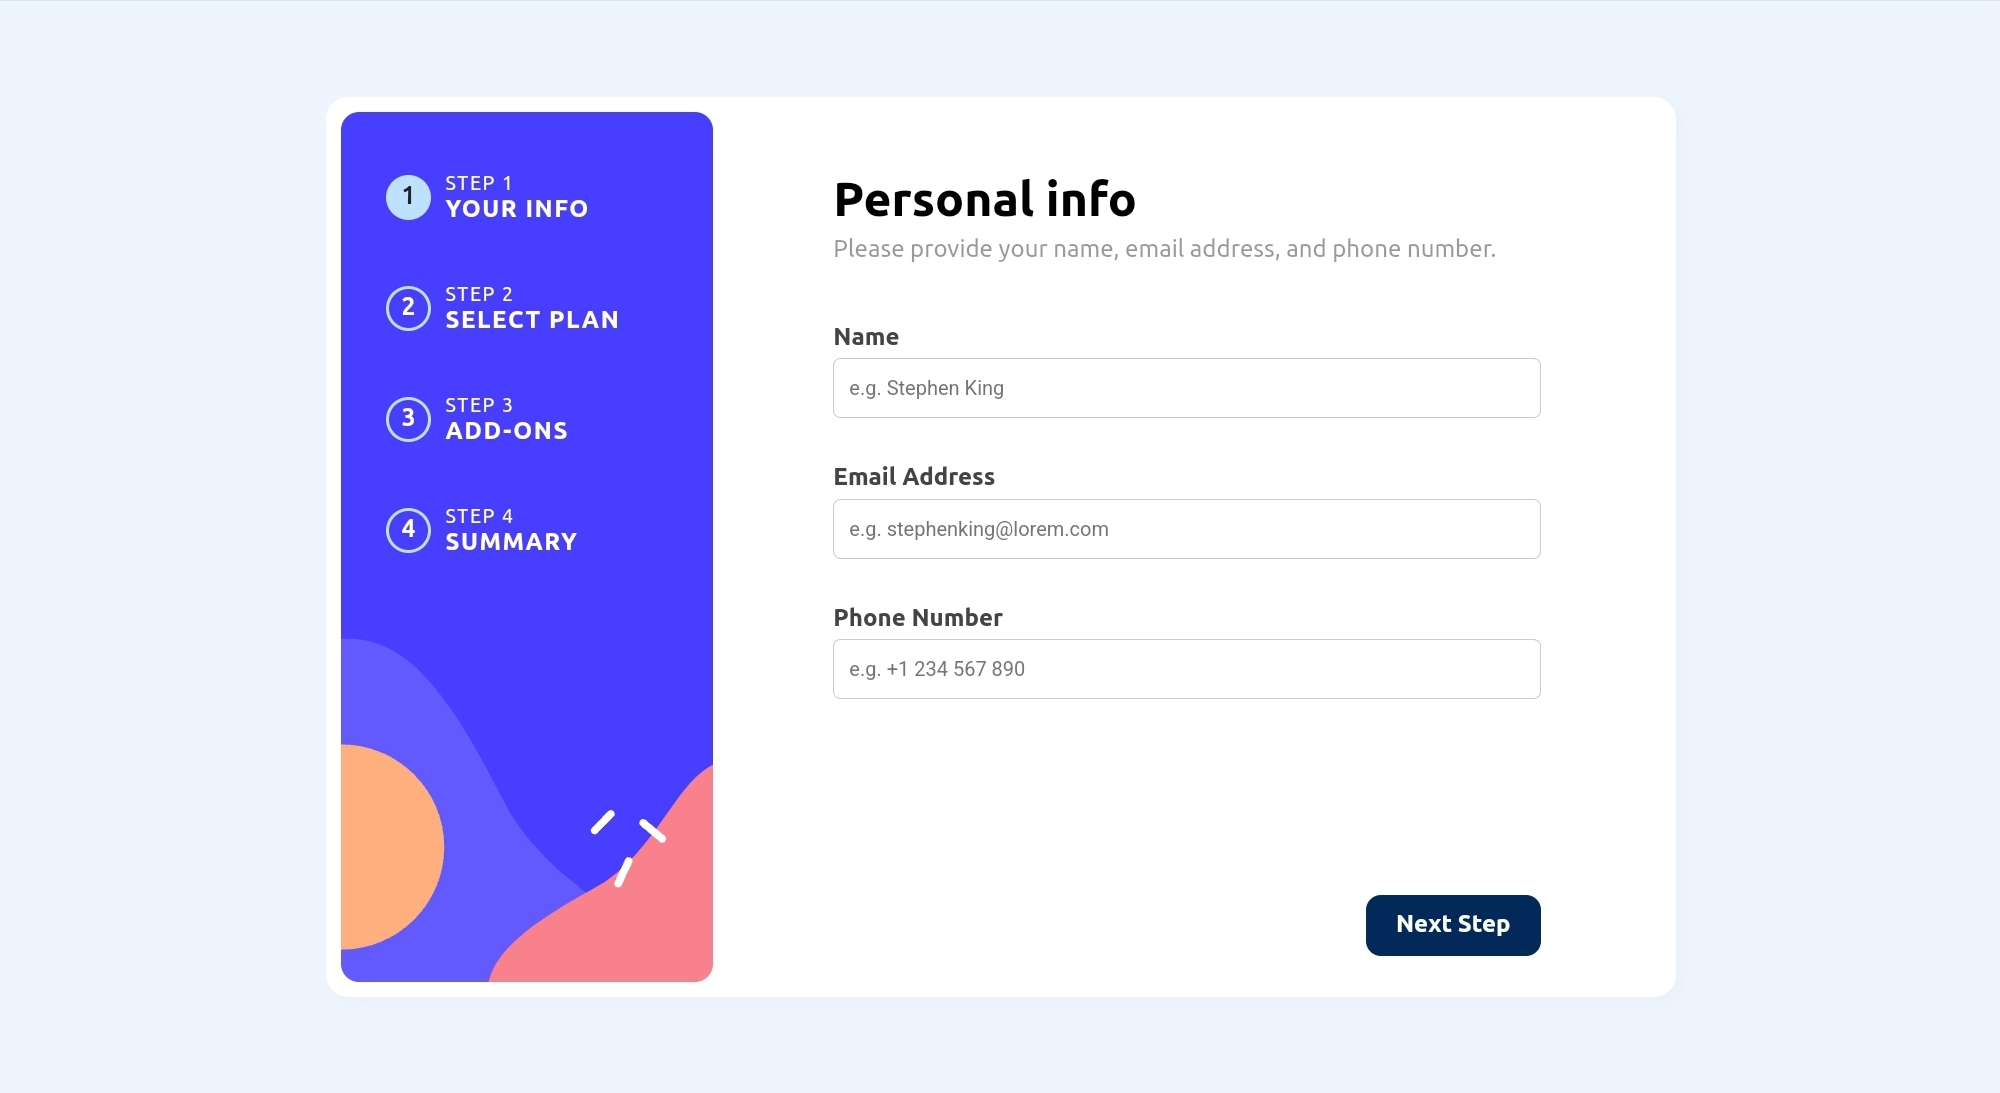 1
STEP 1
YOUR INFO
2
STEP 2
SELECT PLAN
3
STEP 3
ADD-ONS
4
STEP 4
SUMMARY
Personal info
Please provide your name, email address, and phone number.
Name
e.g. Stephen King
Email Address
e.g. stephenking@lorem.com
Phone Number
e.g. +1 234 567 890
Next Step